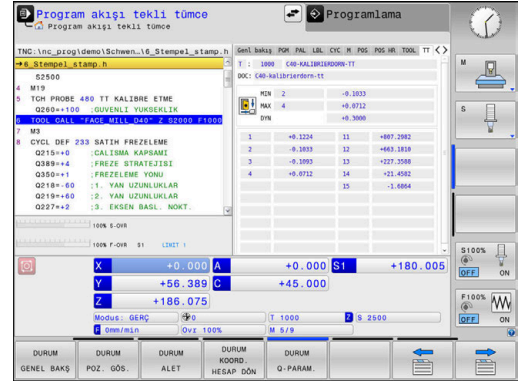 Program akışı tekli tümce
Program akışı tekli tümce
Programlama
TNC:\nc_prog\demo\Schwen…\6_Stempel_stamp.h
→6_Stempel_stamp.h
S2500
4 M19
5 TCH PROBE 480 TT KALIBRE ETME
Q260=+100 ;GUVENLI YUKSEKLIK
6 TOOL CALL "FACE_MILL_D40" Z S2000 F1000
7 M3
8 CYCL DEF 233 SATIH FREZELEME
Q215=+0 ;CALISMA KAPSAMI
Q389=+4 ;FREZE STRATEJISI
Q350=+1 ;FREZELEME YONU
Q218=-60 ;1. YAN UZUNLUKLAR
Q219=+60 ;2. YAN UZUNLUKLAR
Q227=+2 ;3. EKSEN BASL. NOKT.
100% S-OVR
100% F-OVR S1 LIMIT 1
Genl bakış PGM PAL LBL CYC M POS POS HR TOOL TT
T : 1000 C40-KALIBRIERDORN-TT
DOC: C40-kalibrierdorn-tt
MIN 2 -0.1033
MAX 4 +0.0712
DYN +0.3000
1 +0.1224 11 +807.2982
2 -0.1033 12 +663.1810
3 -0.1093 13 +227.3588
4 +0.0712 14 +21.4582
15 -1.6864
X +0.000 A +0.000 S1 +180.005
Y +56.389 C +45.000
Z +186.075
Modus: GERÇ 0 T 1000 Z S 2500
F 0mm/min Ovr 100% M 5/9
M
S
S100%
OFF ON
F100%
OFF ON
DURUM GENEL BAKŞ
DURUM POZ. GÖS.
DURUM ALET
DURUM KOORD. HESAP DÖN
DURUM Q-PARAM.